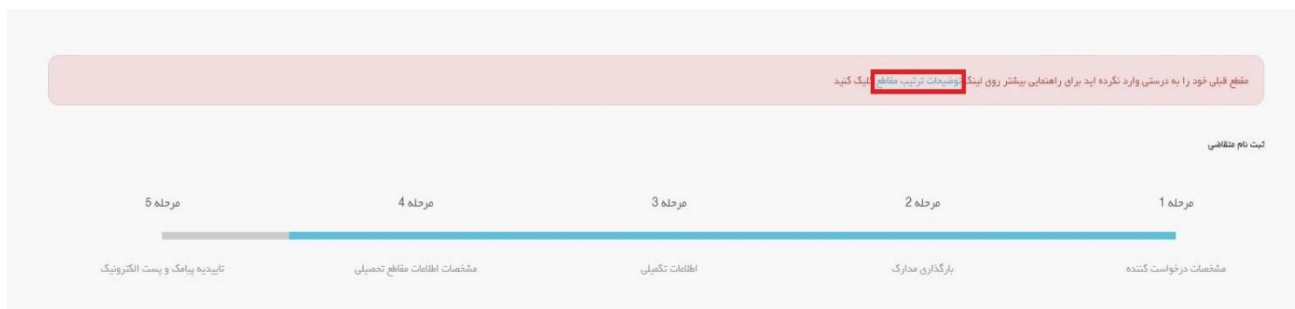 مقطع قبلی خود را به درستی وارد نکرده اید برای راهنمایی بیشتر روی لینک توضیحات ترتیب مقاطع کلیک کنید
ثبت نام متقاضی
مرحله 1 مرحله 2 مرحله 3 مرحله 4 مرحله 5
مشخصات درخواست کننده بارگذاری مدارک اطلاعات تکمیلی مشخصات اطلاعات مقاطع تحصیلی تاییدیه پیامک و پست الکترونیک